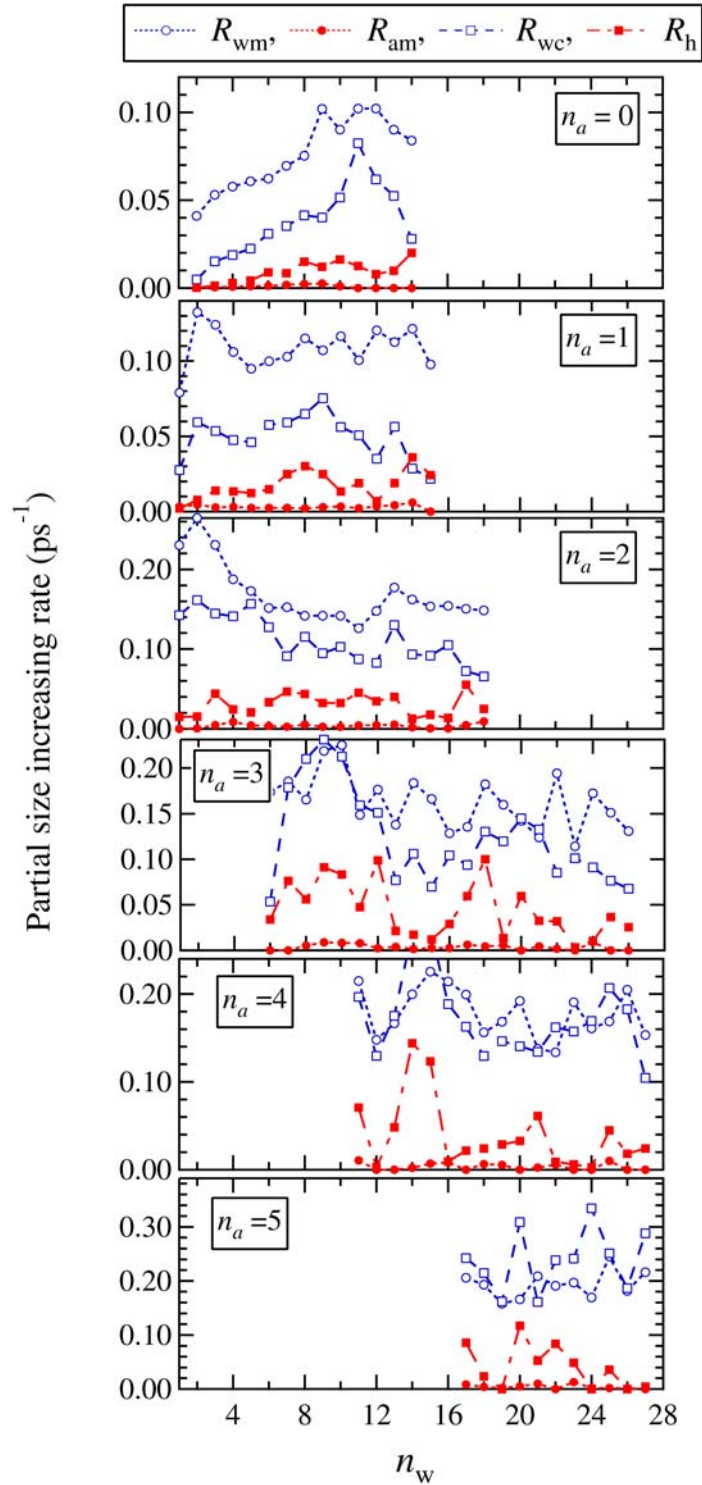 R_wm, R_am, R_wc, R_h
n_a = 0
0.10
0.05
0.00
n_a = 1
0.10
0.05
0.00
n_a = 2
0.20
0.10
0.00
n_a = 3
0.20
0.15
0.10
0.05
0.00
n_a = 4
0.20
0.10
0.00
n_a = 5
0.30
0.20
0.10
0.00
4 8 12 16 20 24 28
n_w
Partial size increasing rate (ps⁻¹)